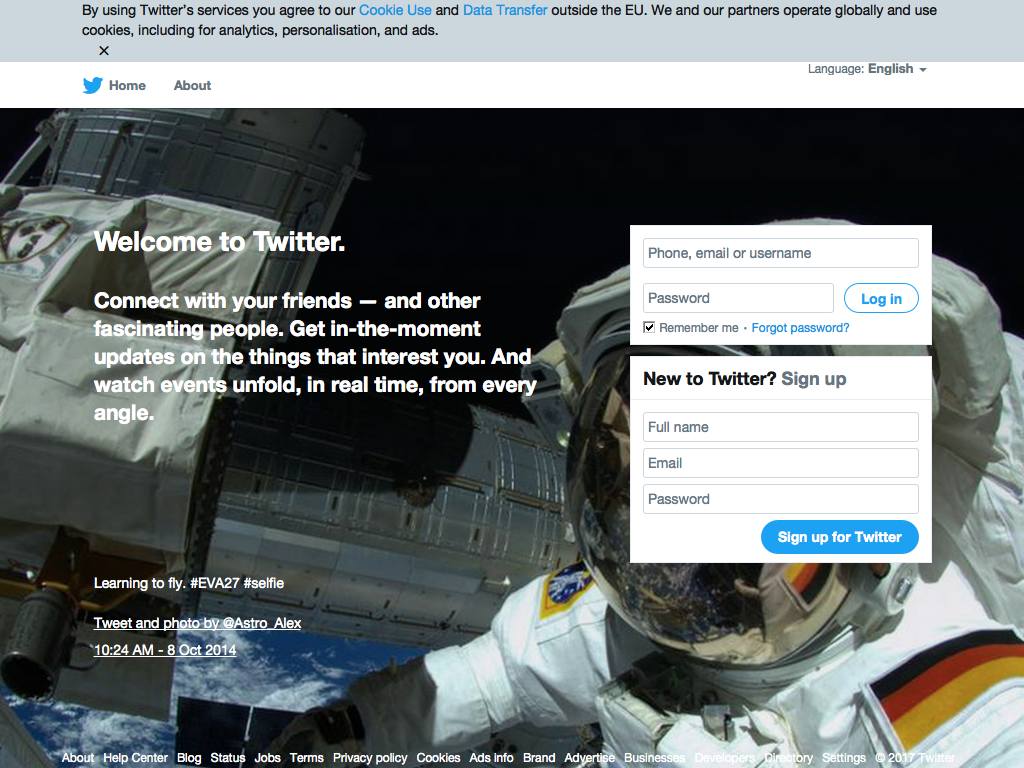 By using Twitter's services you agree to our Cookie Use and Data Transfer outside the EU. We and our partners operate globally and use
cookies, including for analytics, personalisation, and ads.
Language: English
Home About
Welcome to Twitter.
Connect with your friends — and other
fascinating people. Get in-the-moment
updates on the things that interest you. And
watch events unfold, in real time, from every
angle.
Phone, email or username
Password Log in
Remember me · Forgot password?
New to Twitter? Sign up
Full name
Email
Password
Sign up for Twitter
Learning to fly. #EVA27 #selfie
Tweet and photo by @Astro_Alex
10:24 AM - 8 Oct 2014
About Help Center Blog Status Jobs Terms Privacy policy Cookies Ads info Brand Advertise Businesses Developers Directory Settings © 2017 Twitter